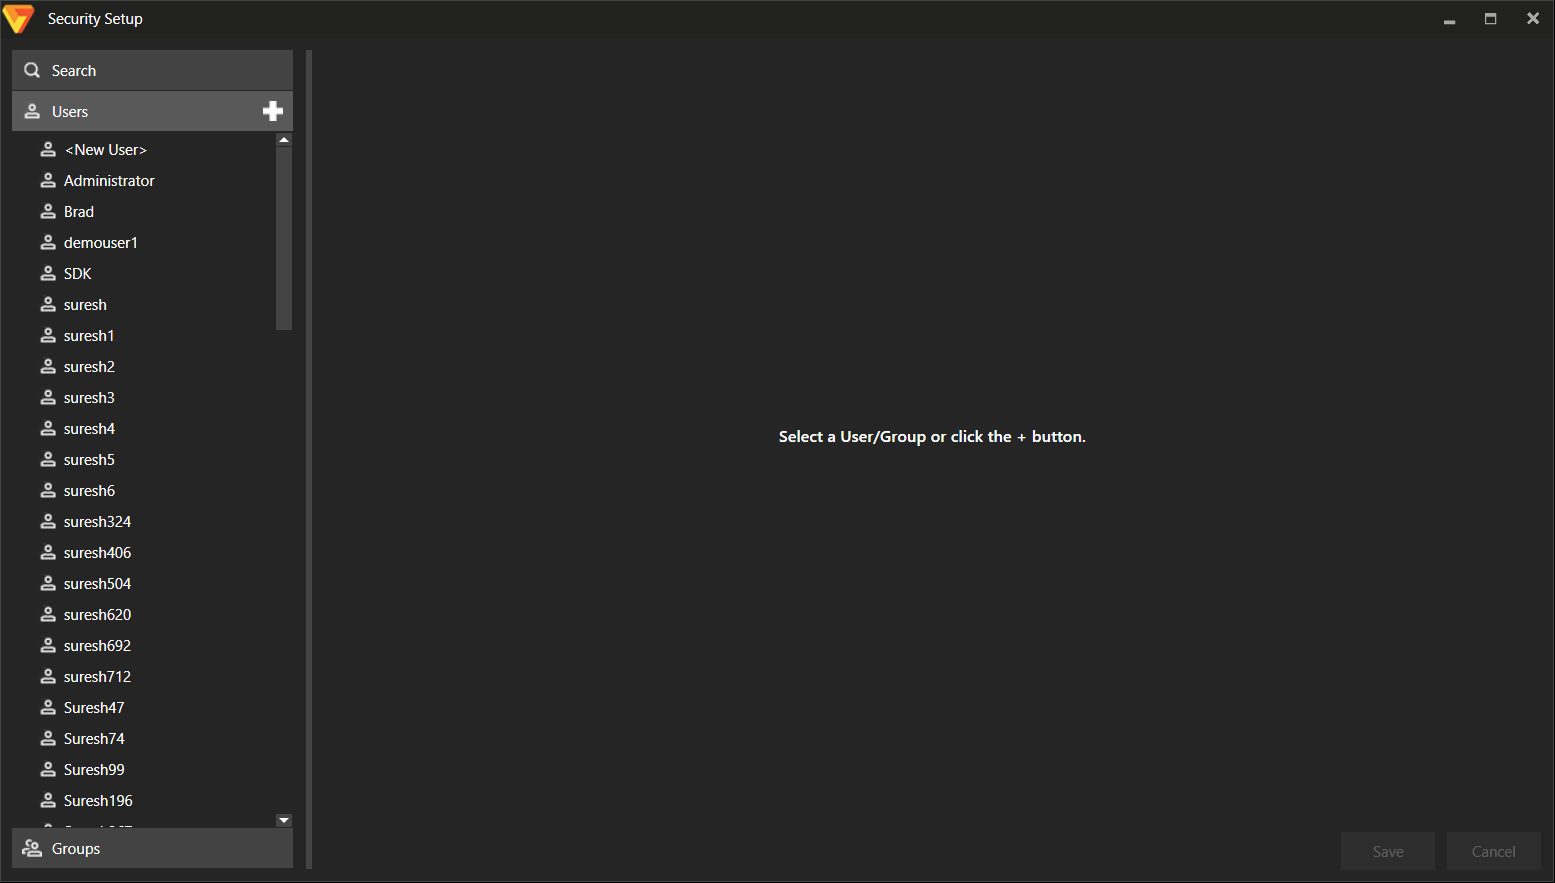 Security Setup
Search
Users
<New User>
Administrator
Brad
demouser1
SDK
suresh
suresh1
suresh2
suresh3
suresh4
suresh5
suresh6
suresh324
suresh406
suresh504
suresh620
suresh692
suresh712
Suresh47
Suresh74
Suresh99
Suresh196
Groups
Select a User/Group or click the + button.
Save
Cancel